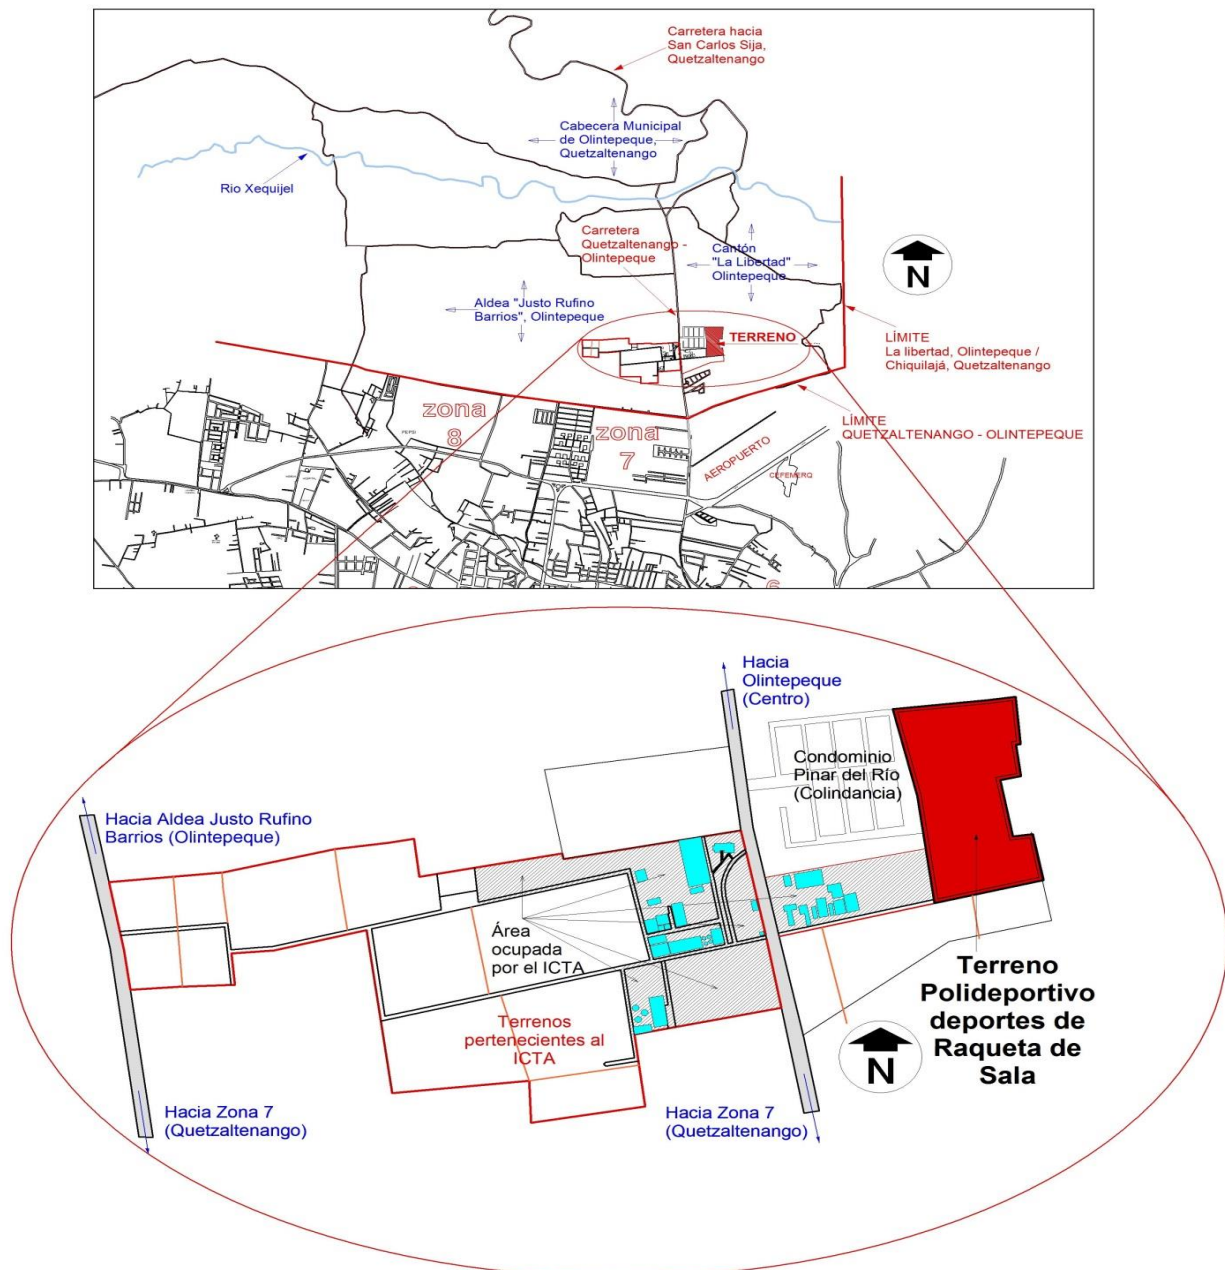 Carretera hacia
San Carlos Sija,
Quetzaltenango
Cabecera Municipal
de Olintepeque,
Quetzaltenango
Rio Xequijel
Carretera
Quetzaltenango -
Olintepeque
Cantón
"La Libertad"
Olintepeque
N
Aldea "Justo Rufino
Barrios", Olintepeque
TERRENO
LÍMITE
La libertad, Olintepeque /
Chiquilajá, Quetzaltenango
zona
8
zona
7
LÍMITE
QUETZALTENANGO - OLINTEPEQUE
PEPSI
AEROPUERTO
CEFEMERQ
6
Hacia
Olintepeque
(Centro)
Condominio
Pinar del Río
(Colindancia)
Hacia Aldea Justo Rufino
Barrios (Olintepeque)
Área
ocupada
por el ICTA
Terrenos
pertenecientes al
ICTA
Terreno
Polideportivo
deportes de
Raqueta de
Sala
N
Hacia Zona 7
(Quetzaltenango)
Hacia Zona 7
(Quetzaltenango)